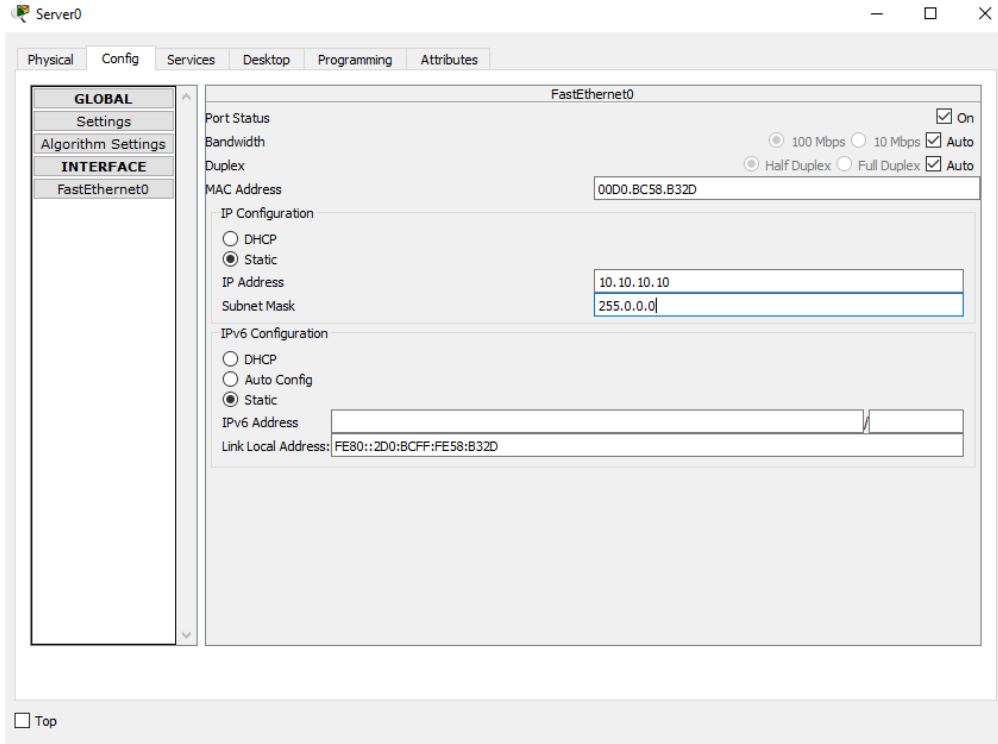 Server0
Physical Config Services Desktop Programming Attributes
GLOBAL
Settings
Algorithm Settings
INTERFACE
FastEthernet0
FastEthernet0
Port Status On
Bandwidth 100 Mbps 10 Mbps Auto
Duplex Half Duplex Full Duplex Auto
MAC Address 00D0.BC58.B32D
IP Configuration
DHCP
Static
IP Address 10.10.10.10
Subnet Mask 255.0.0.0
IPv6 Configuration
DHCP
Auto Config
Static
IPv6 Address /
Link Local Address: FE80::2D0:BCFF:FE58:B32D
Top